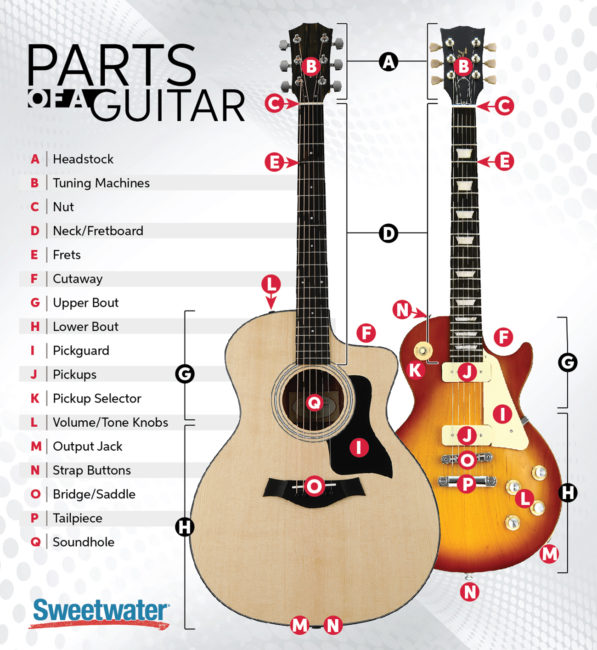 PARTS
OF A GUITAR
A Headstock
B Tuning Machines
C Nut
D Neck/Fretboard
E Frets
F Cutaway
G Upper Bout
H Lower Bout
I Pickguard
J Pickups
K Pickup Selector
L Volume/Tone Knobs
M Output Jack
N Strap Buttons
O Bridge/Saddle
P Tailpiece
Q Soundhole
Sweetwater
B A B
C C
E E
D
L N
F F
G K J G
Q
I I
J
O
O P
H L H
M
N
M N